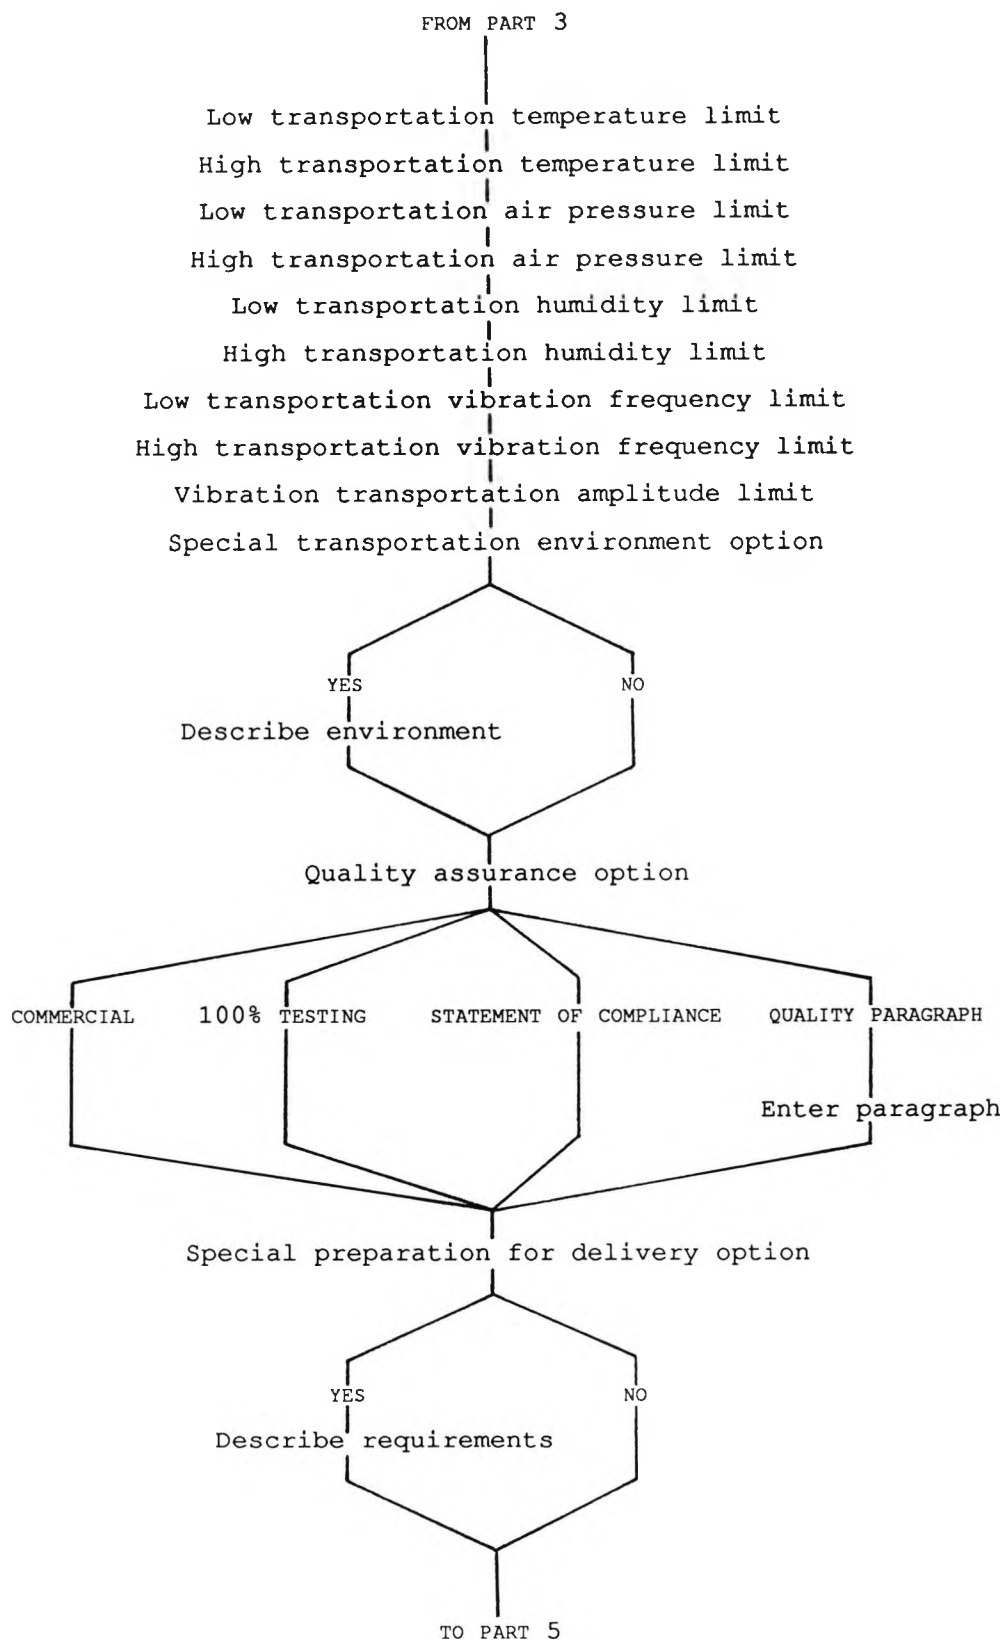 FROM PART 3
Low transportation temperature limit
High transportation temperature limit
Low transportation air pressure limit
High transportation air pressure limit
Low transportation humidity limit
High transportation humidity limit
Low transportation vibration frequency limit
High transportation vibration frequency limit
Vibration transportation amplitude limit
Special transportation environment option
YES NO
Describe environment
Quality assurance option
COMMERCIAL 100% TESTING STATEMENT OF COMPLIANCE QUALITY PARAGRAPH
Enter paragraph
Special preparation for delivery option
YES NO
Describe requirements
TO PART 5